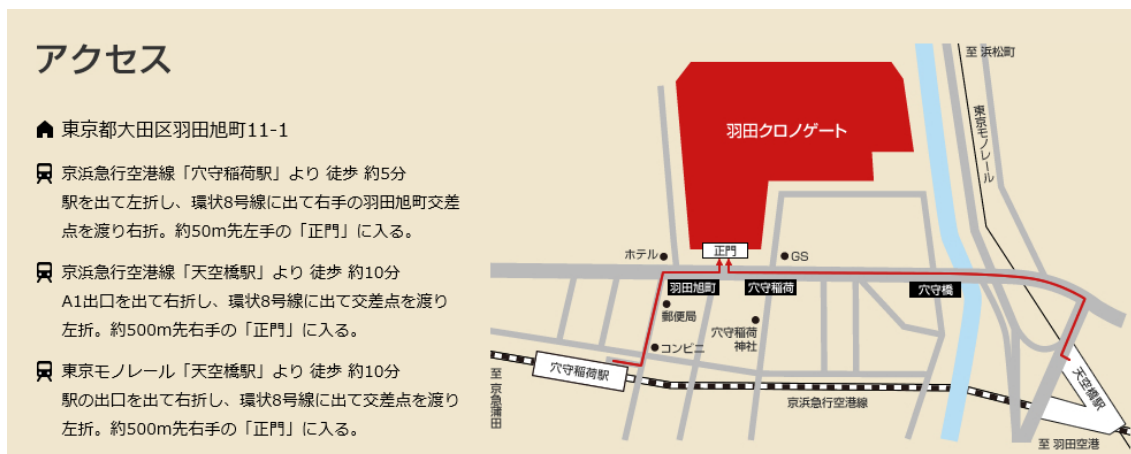 アクセス
東京都大田区羽田旭町11-1
京浜急行空港線「穴守稲荷駅」より 徒歩 約5分
駅を出て左折し、環状8号線に出て右手の羽田旭町交差
点を渡り右折。約50m先左手の「正門」に入る。
京浜急行空港線「天空橋駅」より 徒歩 約10分
A1出口を出て右折し、環状8号線に出て交差点を渡り
左折。約500m先右手の「正門」に入る。
東京モノレール「天空橋駅」より 徒歩 約10分
駅の出口を出て右折し、環状8号線に出て交差点を渡り
左折。約500m先右手の「正門」に入る。
至 浜松町
東京モノレール
羽田クロノゲート
正門
ホテル
GS
羽田旭町
穴守稲荷
穴守橋
郵便局
穴守稲荷
神社
コンビニ
穴守稲荷駅
至 京急蒲田
京浜急行空港線
天空橋駅
至 羽田空港